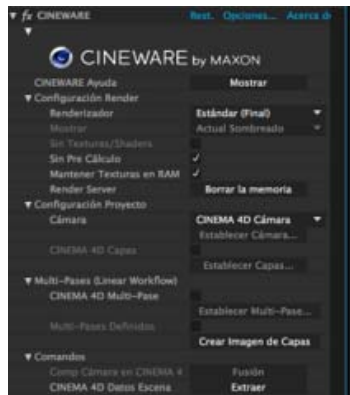 fx CINEWARE Rest. Opciones... Acerca de
CINEWARE BY MAXON
CINEWARE Ayuda Mostrar
Configuración Render
Renderizador Estándar (Final)
Mostrar Actual Sombreado
Sin Texturas/Shaders
Sin Pre Cálculo
Mantener Texturas en RAM
Render Server Borrar la memoria
Configuración Proyecto
Cámara CINEMA 4D Cámara
Establecer Cámara...
CINEMA 4D Capas
Establecer Capas...
Multi-Pases (Linear Workflow)
CINEMA 4D Multi-Pase
Establecer Multi-Pase...
Multi-Pases Definidos
Crear Imagen de Capas
Comandos
Comp Cámara en CINEMA 4 Fusión
CINEMA 4D Datos Escena Extraer